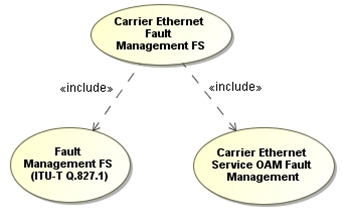 Carrier Ethernet
Fault
Management FS
«include»
«include»
Fault
Management FS
(ITU-T Q.827.1)
Carrier Ethernet
Service OAM Fault
Management